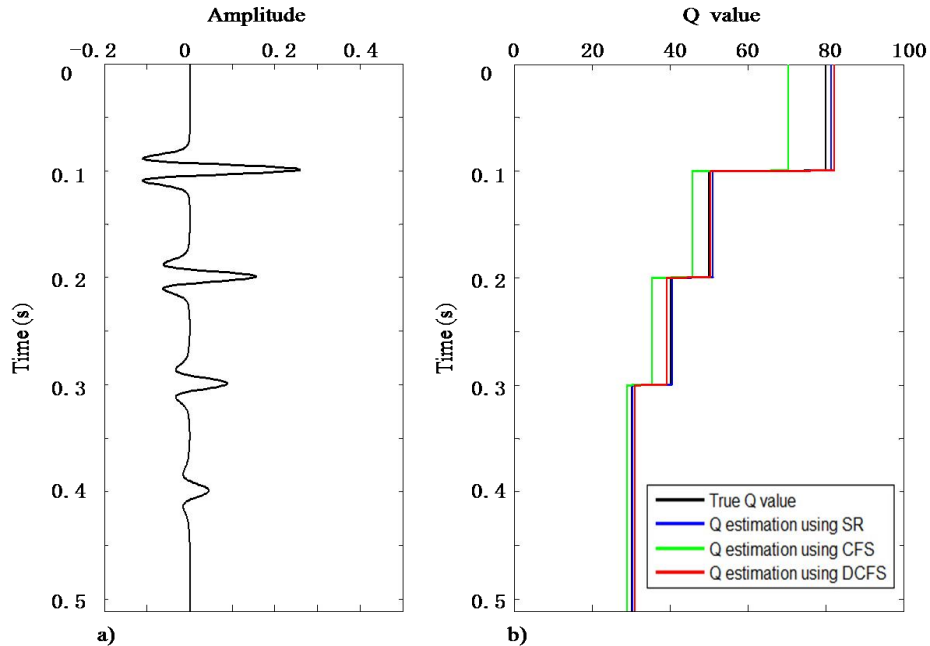 Amplitude
-0.2 0 0.2 0.4
0
0.1
0.2
0.3
0.4
0.5
Time (s)
a)
Q value
0 20 40 60 80 100
0
0.1
0.2
0.3
0.4
0.5
Time (s)
True Q value
Q estimation using SR
Q estimation using CFS
Q estimation using DCFS
b)